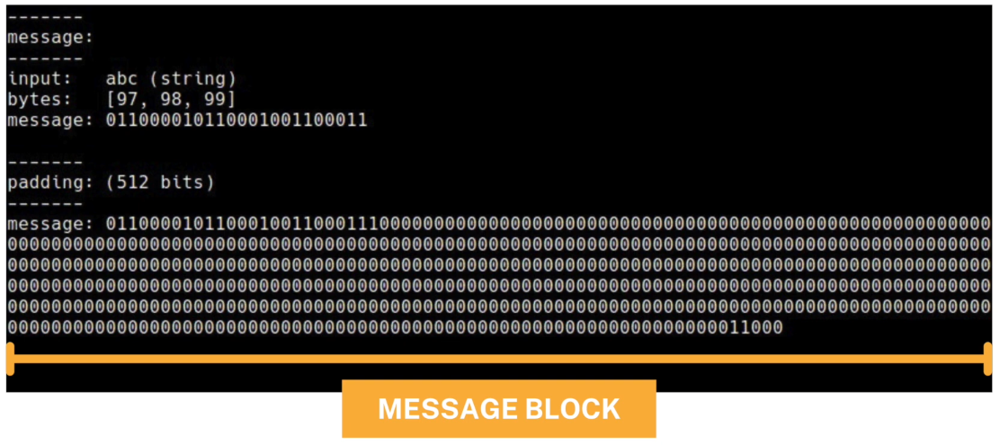 -------
message:
-------
input:   abc (string)
bytes:   [97, 98, 99]
message: 011000010110001001100011
-------
padding: (512 bits)
-------
message: 011000010110001001100011100000000000000000000000000000000000000000000000000000000
000000000000000000000000000000000000000000000000000000000000000000000000000000000000000000
000000000000000000000000000000000000000000000000000000000000000000000000000000000000000000
000000000000000000000000000000000000000000000000000000000000000000000000000000000000000000
000000000000000000000000000000000000000000000000000000000000000000000000000000000000000000
00000000000000000000000000000000000000000000000000000000000000000011000
MESSAGE BLOCK